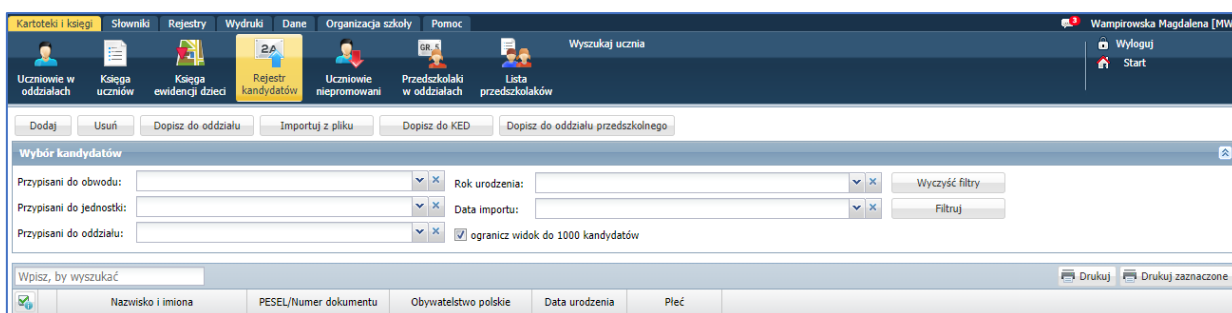 Kartoteki i księgi Słowniki Rejestry Wydruki Dane Organizacja szkoły Pomoc 3 Wampirowska Magdalena [MW
2A GR. 5 Wyszukaj ucznia Wyloguj
Start
Uczniowie w Księga Księga Rejestr Uczniowie Przedszkolaki Lista
oddziałach uczniów ewidencji dzieci kandydatów niepromowani w oddziałach przedszkolaków
Dodaj Usuń Dopisz do oddziału Importuj z pliku Dopisz do KED Dopisz do oddziału przedszkolnego
Wybór kandydatów
Przypisani do obwodu: Rok urodzenia: Wyczyść filtry
Przypisani do jednostki: Data importu: Filtruj
Przypisani do oddziału: ogranicz widok do 1000 kandydatów
Wpisz, by wyszukać Drukuj Drukuj zaznaczone
Nazwisko i imiona PESEL/Numer dokumentu Obywatelstwo polskie Data urodzenia Płeć